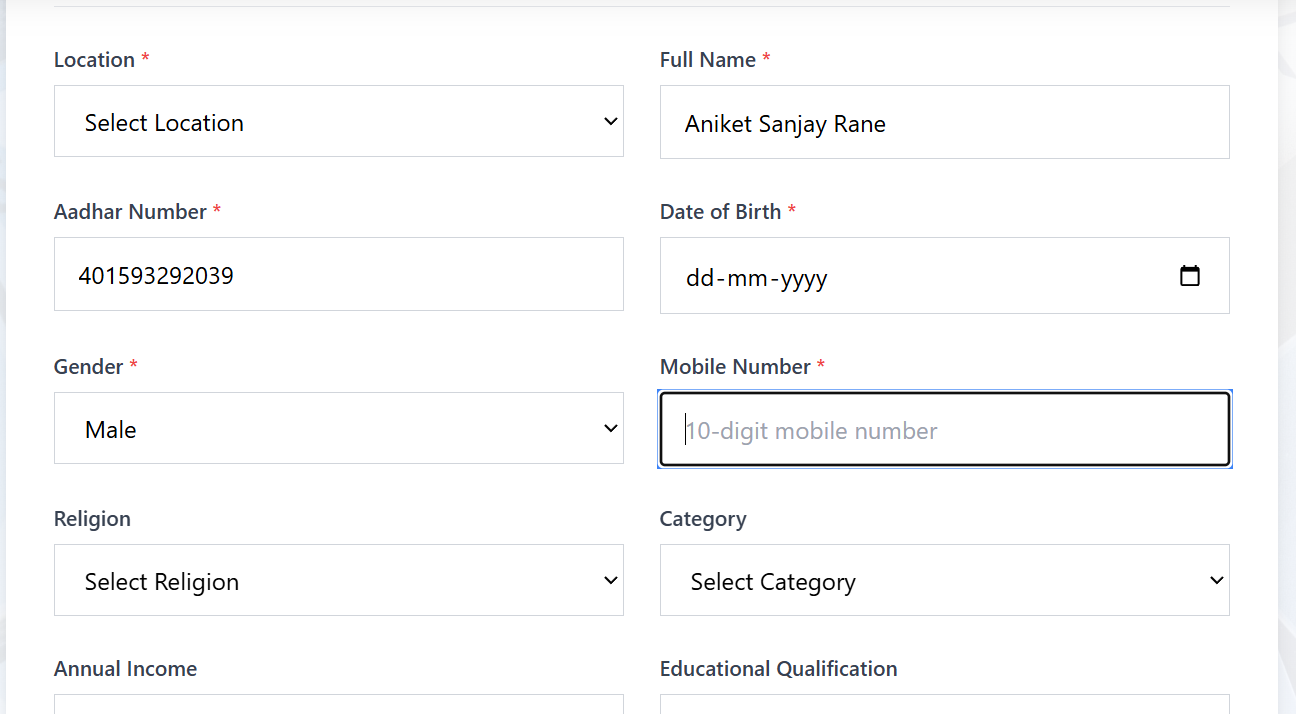 Location * Full Name *
Select Location Aniket Sanjay Rane
Aadhar Number * Date of Birth *
401593292039 dd-mm-yyyy
Gender * Mobile Number *
Male 10-digit mobile number
Religion Category
Select Religion Select Category
Annual Income Educational Qualification